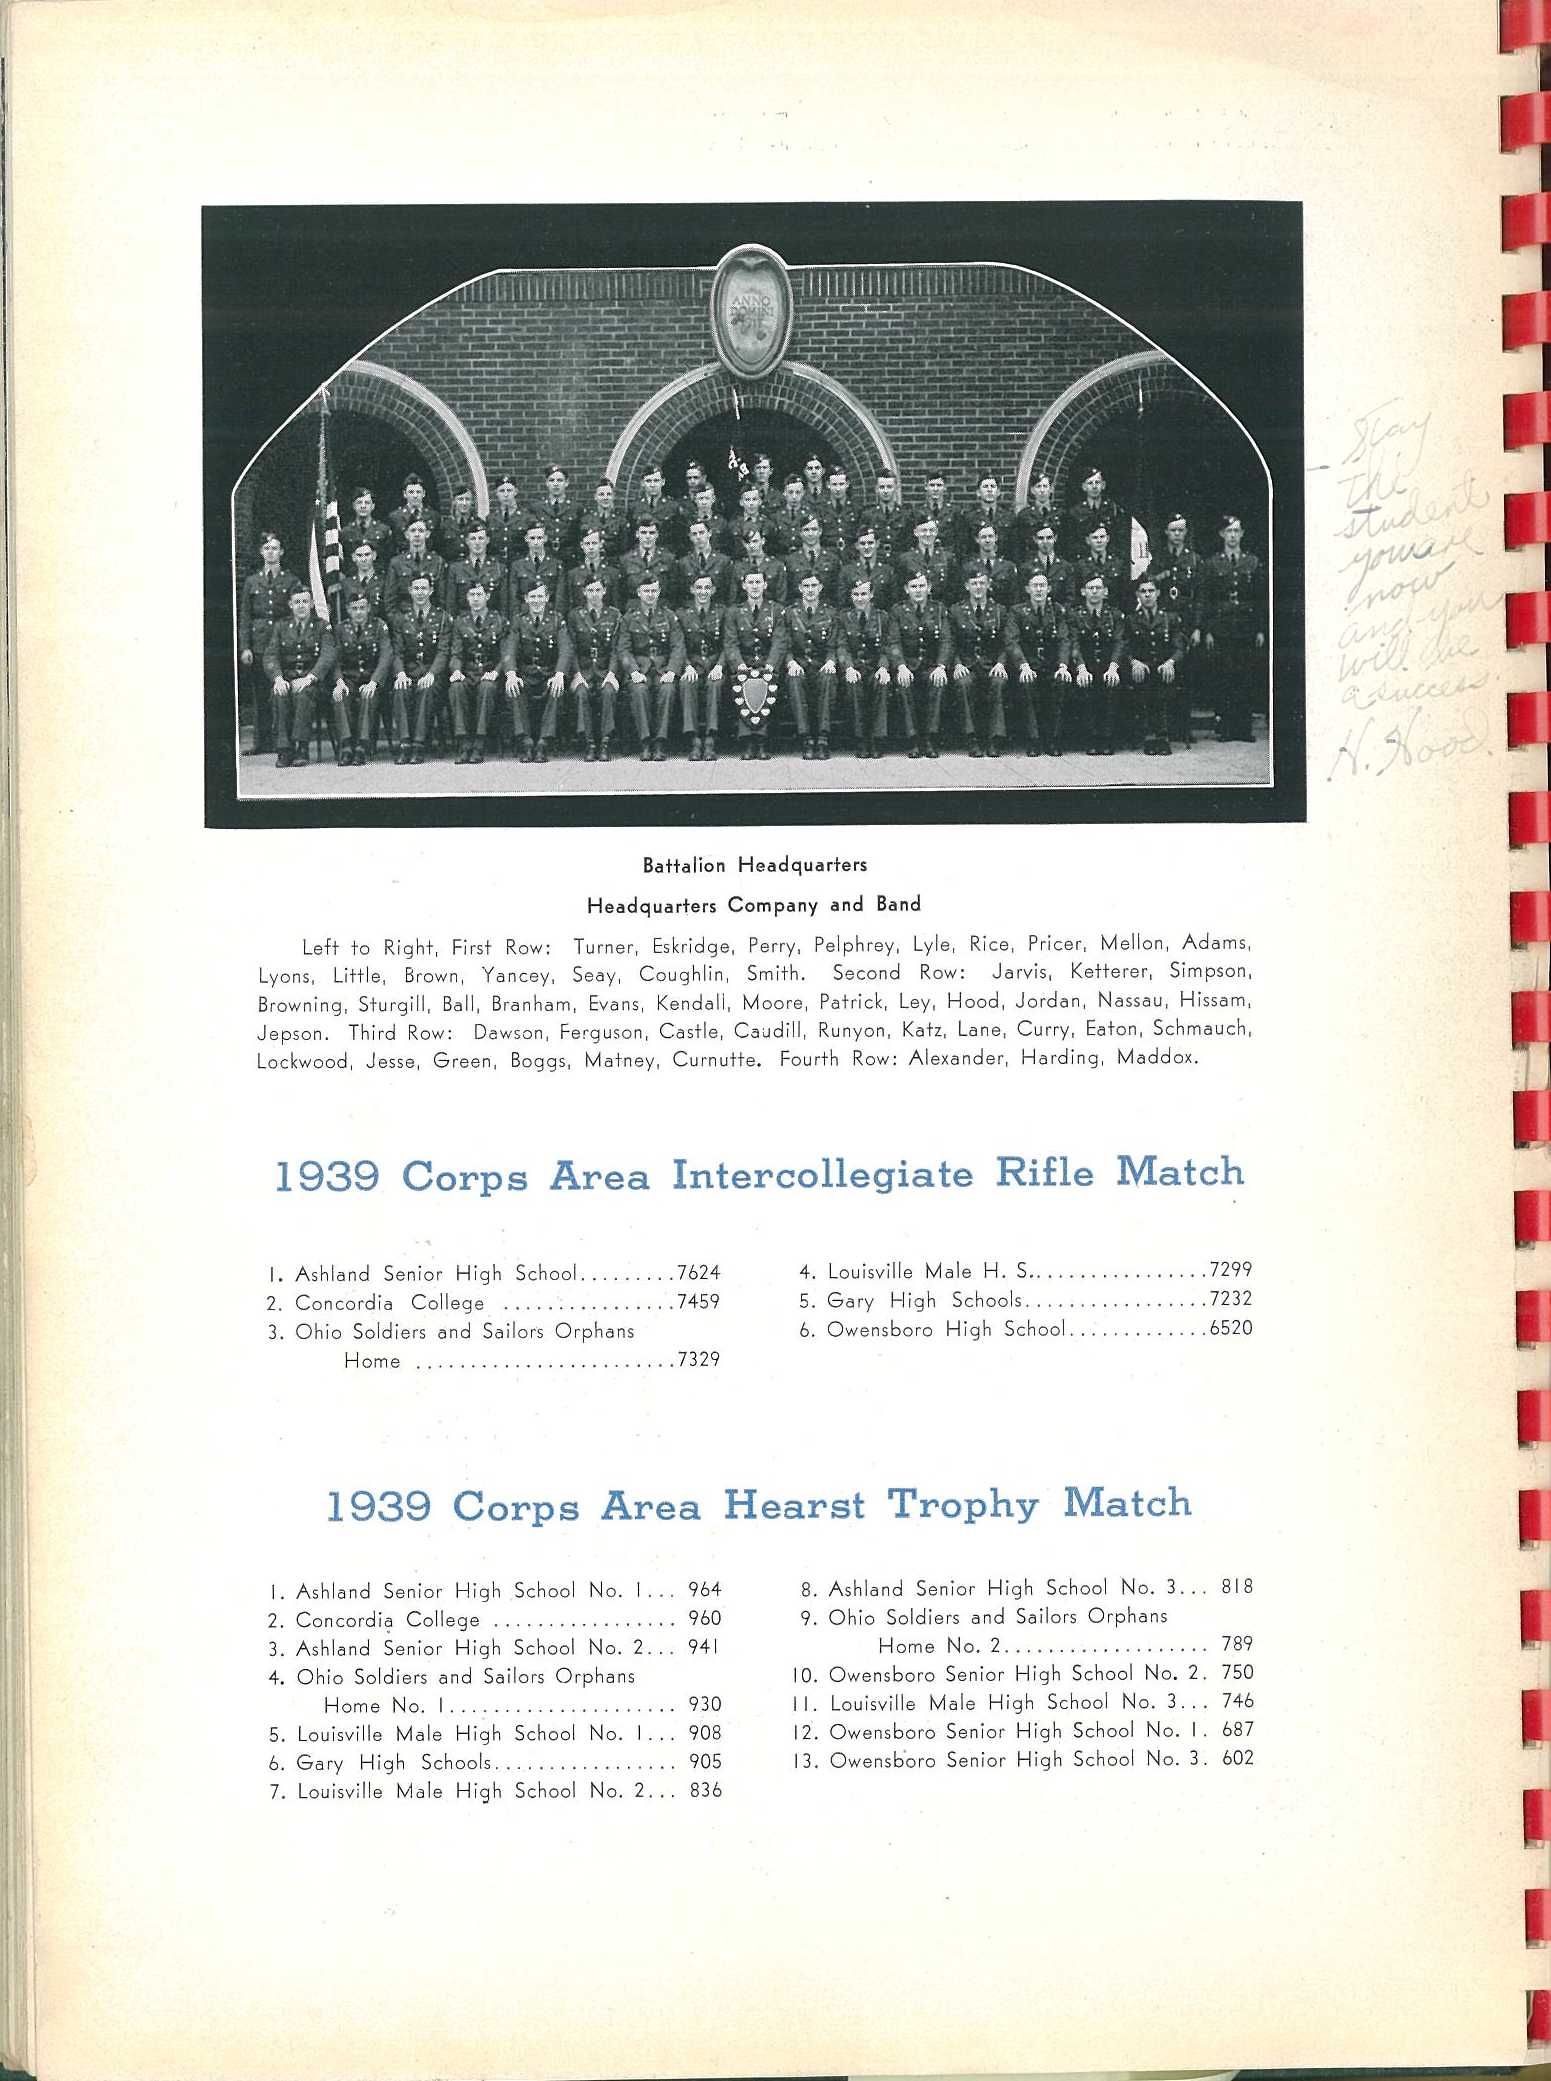 ANNO
DOMINI
Stay
the
student
you are
now
and you
will be
a success.
H. Hood.
Battalion Headquarters
Headquarters Company and Band
Left to Right, First Row: Turner, Eskridge, Perry, Pelphrey, Lyle, Rice, Pricer, Mellon, Adams,
Lyons, Little, Brown, Yancey, Seay, Coughlin, Smith. Second Row: Jarvis, Ketterer, Simpson,
Browning, Sturgill, Ball, Branham, Evans, Kendall, Moore, Patrick, Ley, Hood, Jordan, Nassau, Hissam,
Jepson. Third Row: Dawson, Ferguson, Castle, Caudill, Runyon, Katz, Lane, Curry, Eaton, Schmauch,
Lockwood, Jesse, Green, Boggs, Matney, Curnutte. Fourth Row: Alexander, Harding, Maddox.
1939 Corps Area Intercollegiate Rifle Match
1. Ashland Senior High School.........7624
2. Concordia College ................7459
3. Ohio Soldiers and Sailors Orphans
Home ........................7329
4. Louisville Male H. S.................7299
5. Gary High Schools.................7232
6. Owensboro High School.............6520
1939 Corps Area Hearst Trophy Match
1. Ashland Senior High School No. 1... 964
2. Concordia College ................. 960
3. Ashland Senior High School No. 2... 941
4. Ohio Soldiers and Sailors Orphans
Home No. 1..................... 930
5. Louisville Male High School No. 1... 908
6. Gary High Schools................. 905
7. Louisville Male High School No. 2... 836
8. Ashland Senior High School No. 3... 818
9. Ohio Soldiers and Sailors Orphans
Home No. 2................... 789
10. Owensboro Senior High School No. 2. 750
11. Louisville Male High School No. 3... 746
12. Owensboro Senior High School No. 1. 687
13. Owensboro Senior High School No. 3. 602